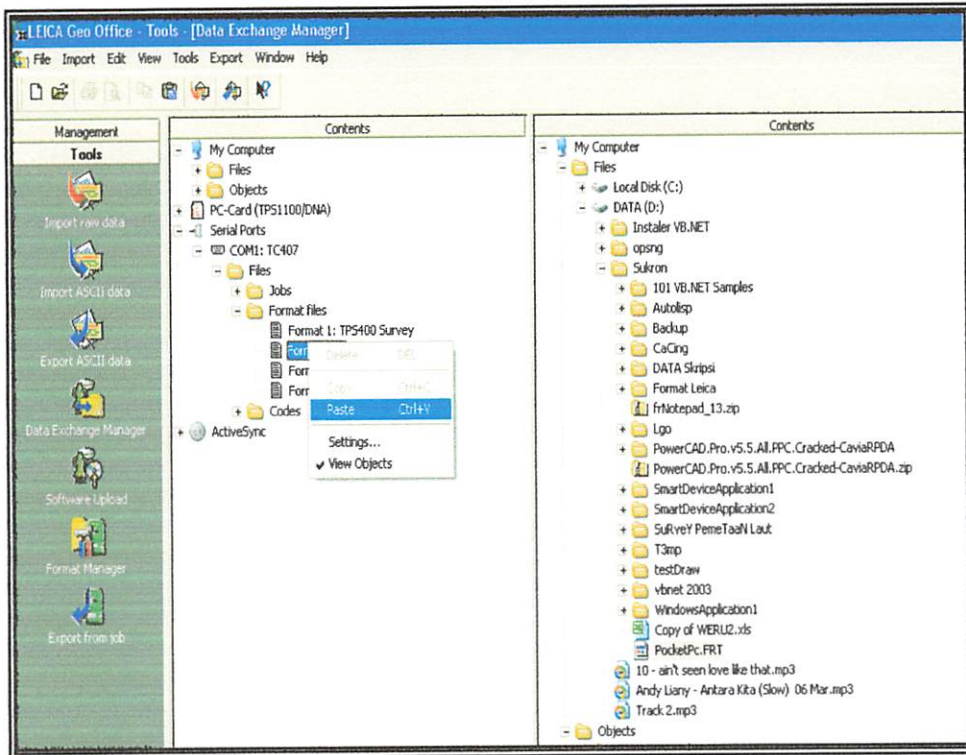 LEICA Geo Office - Tools - [Data Exchange Manager]
File Import Edit View Tools Export Window Help
Management
Tools
Import raw data
Import ASCII data
Export ASCII data
Data Exchange Manager
Software Upload
Format Manager
Export from job
Contents
My Computer
Files
Objects
PC-Card (TPS1100/DNA)
Serial Ports
COM1: TC407
Files
Jobs
Format files
Format 1: TPS400 Survey
Form
For
Forr
Codes
ActiveSync
Delete DEL
Copy Ctrl+C
Paste Ctrl+V
Settings...
View Objects
Contents
My Computer
Files
Local Disk (C:)
DATA (D:)
Instaler VB.NET
opsng
Sukron
101 VB.NET Samples
Autolisp
Backup
CaCing
DATA Skripsi
Format Leica
frNotepad_13.zip
Lgo
PowerCAD.Pro.v5.5.All.PPC.Cracked-CaviaRPDA
PowerCAD.Pro.v5.5.All.PPC.Cracked-CaviaRPDA.zip
SmartDeviceApplication1
SmartDeviceApplication2
SuRveY PemeTaaN Laut
T3mp
testDraw
vbnet 2003
WindowsApplication1
Copy of WERU2.xls
PocketPc.FRT
10 - ain't seen love like that.mp3
Andy Liany - Antara Kita (Slow) 06 Mar.mp3
Track 2.mp3
Objects